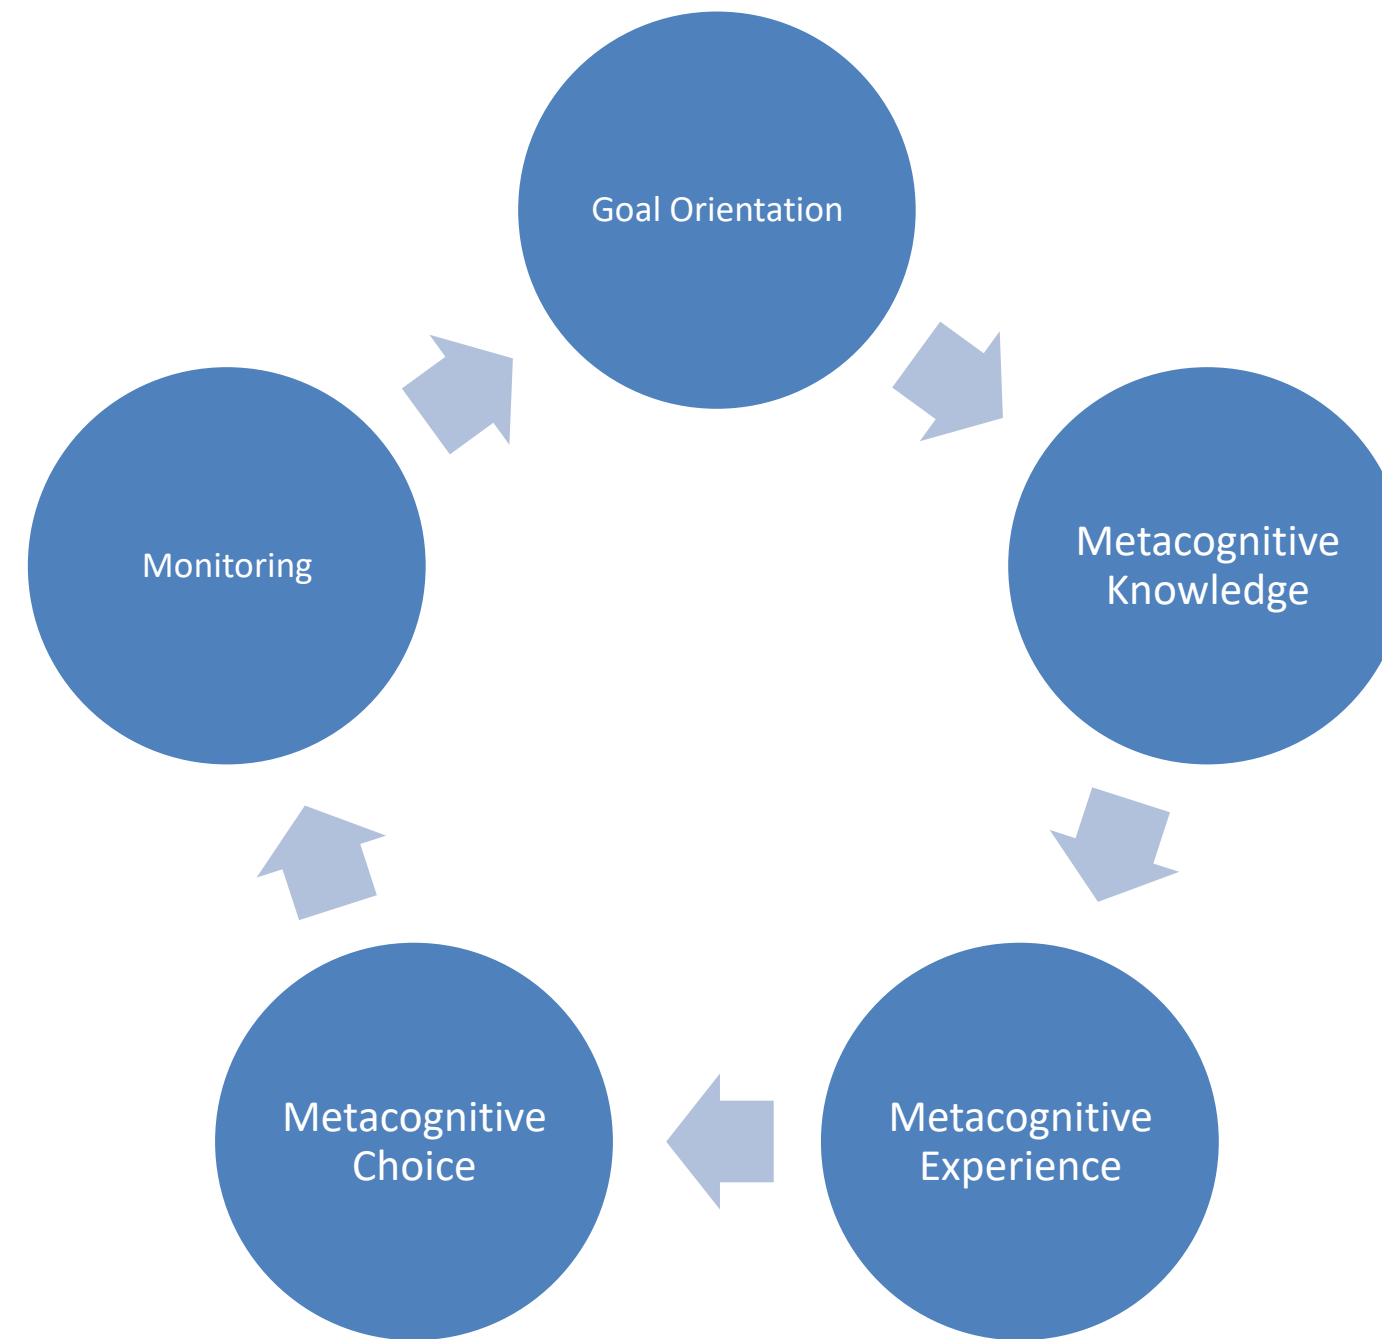 Goal Orientation
Metacognitive
Knowledge
Metacognitive
Experience
Metacognitive
Choice
Monitoring